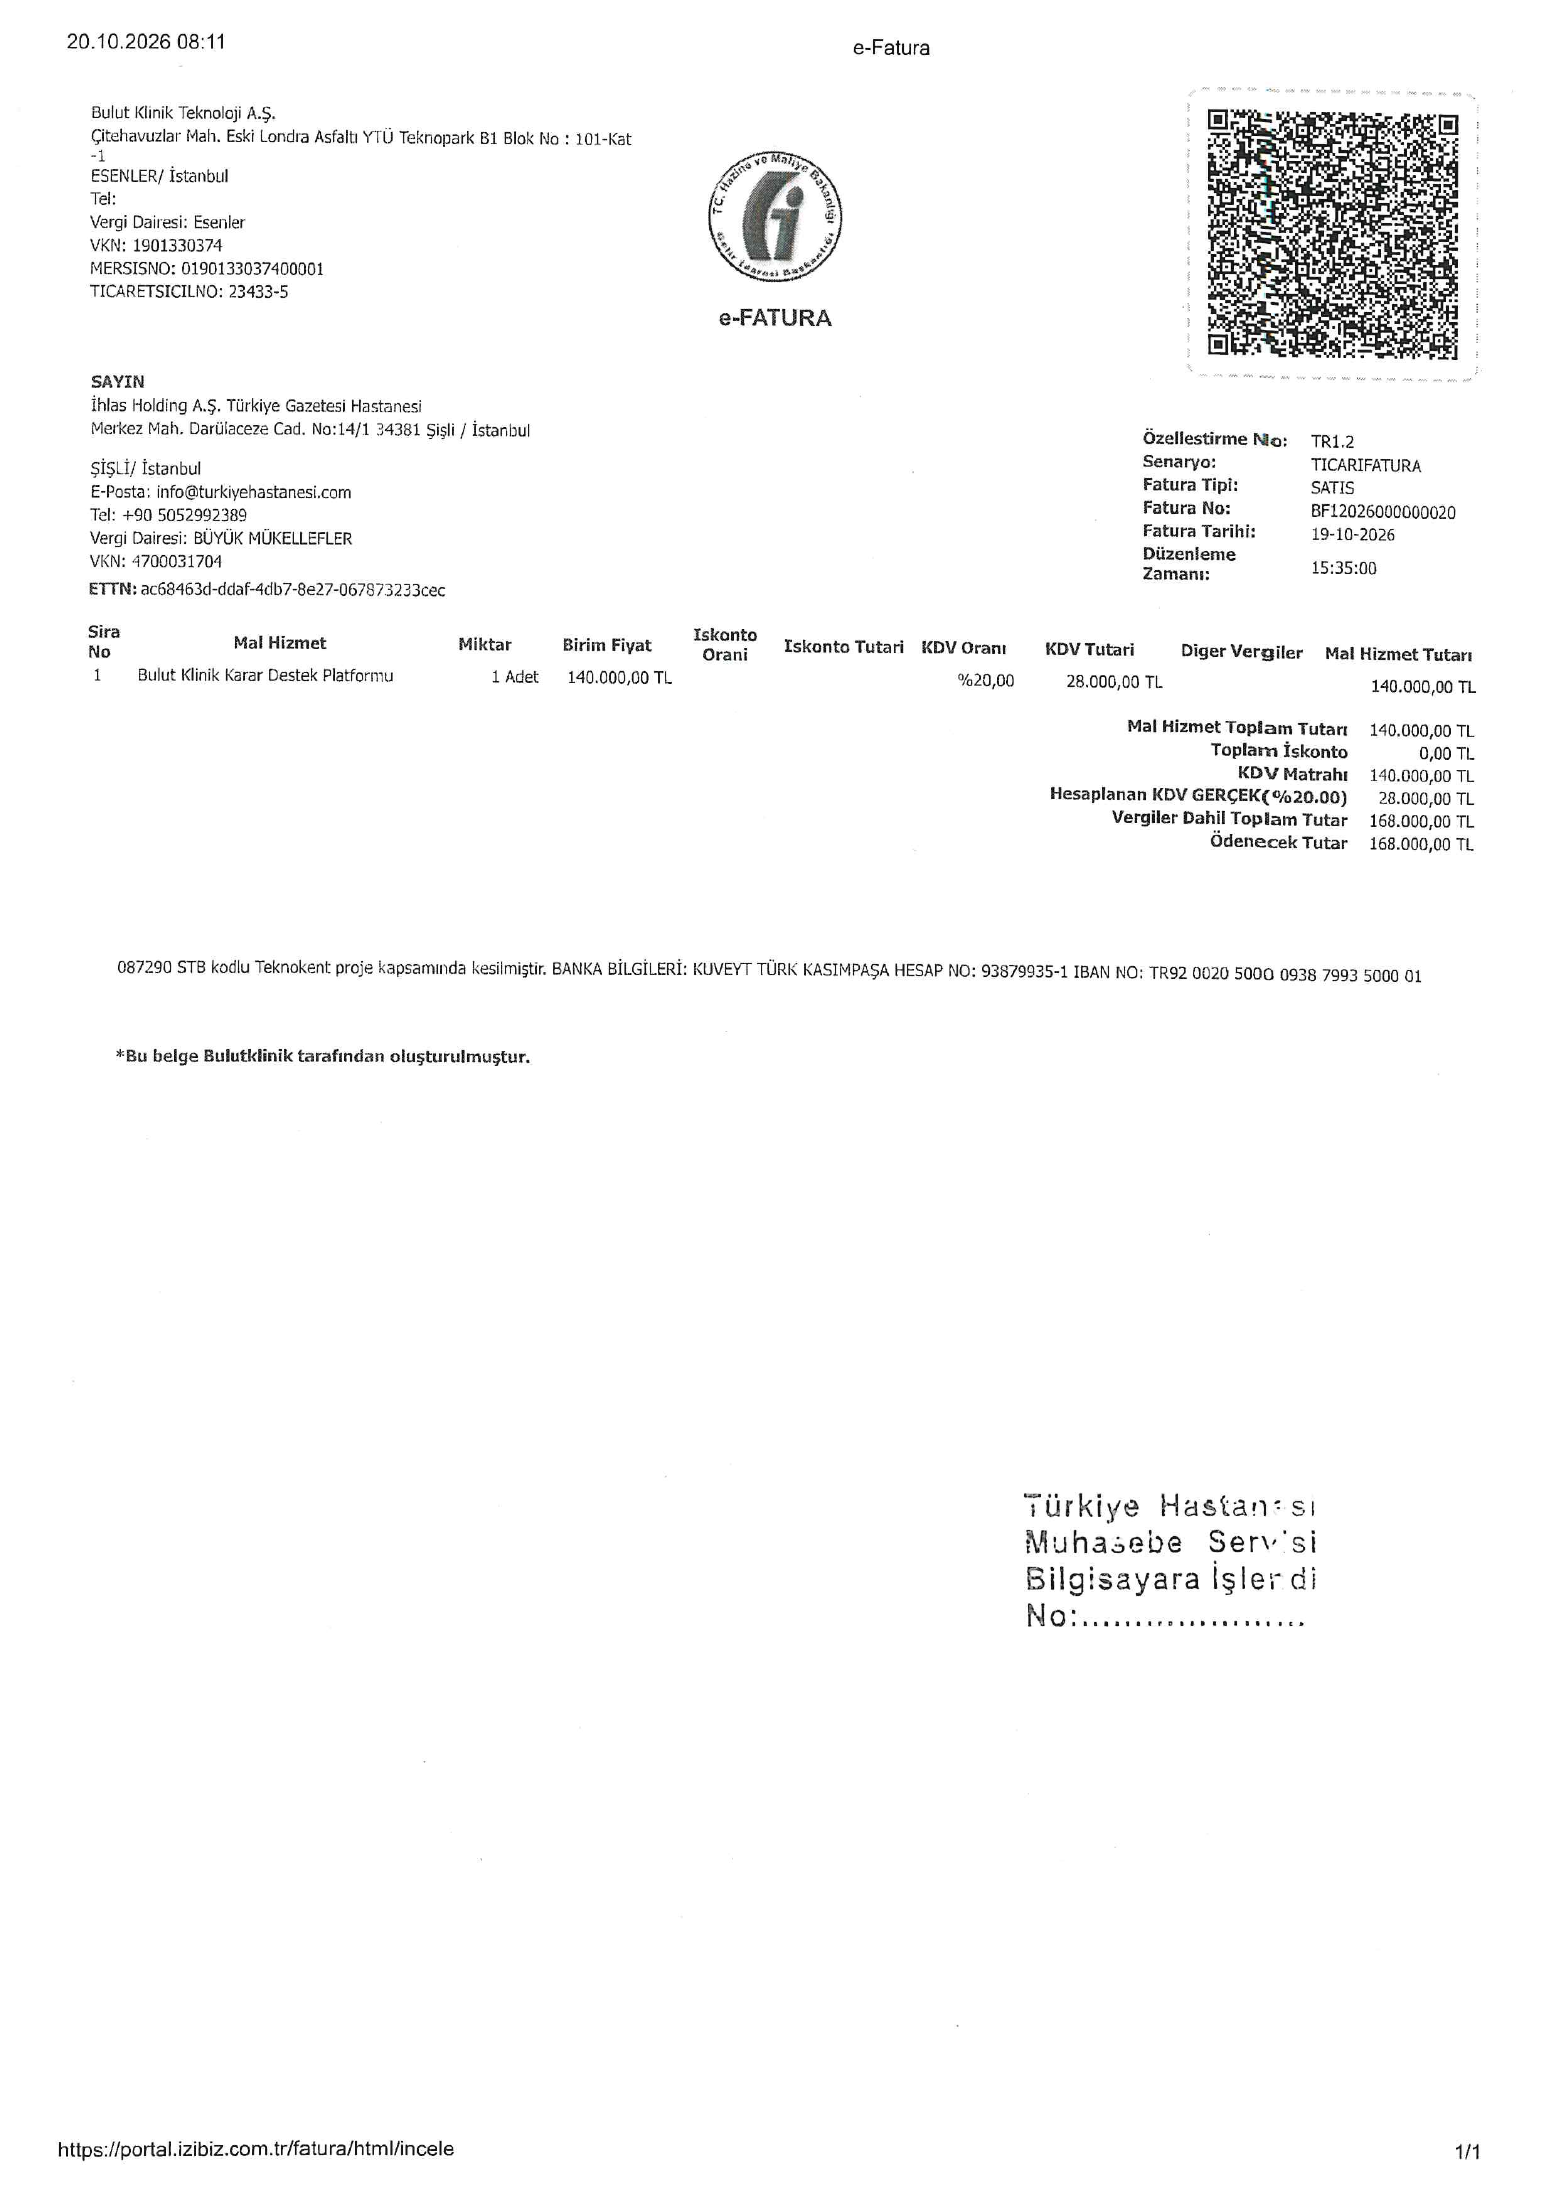 20.10.2026 08:11
e-Fatura
Bulut Klinik Teknoloji A.Ş.
Çitehavuzlar Mah. Eski Londra Asfaltı YTÜ Teknopark B1 Blok No : 101-Kat
-1
ESENLER/ İstanbul
Tel:
Vergi Dairesi: Esenler
VKN: 1901330374
MERSISNO: 0190133037400001
TICARETSICILNO: 23433-5
T.C. Hazine ve Maliye Bakanlığı
Gelir İdaresi Başkanlığı
e-FATURA
SAYIN
İhlas Holding A.Ş. Türkiye Gazetesi Hastanesi
Merkez Mah. Darülaceze Cad. No:14/1 34381 Şişli / İstanbul
ŞİŞLİ/ İstanbul
E-Posta: info@turkiyehastanesi.com
Tel: +90 5052992389
Vergi Dairesi: BÜYÜK MÜKELLEFLER
VKN: 4700031704
ETTN: ac68463d-ddaf-4db7-8e27-067873233cec
Özellestirme No: TR1.2
Senaryo: TICARIFATURA
Fatura Tipi: SATIS
Fatura No: BF12026000000020
Fatura Tarihi: 19-10-2026
Düzenleme Zamanı: 15:35:00
Sira No Mal Hizmet Miktar Birim Fiyat Iskonto Orani Iskonto Tutari KDV Oranı KDV Tutari Diger Vergiler Mal Hizmet Tutarı
1 Bulut Klinik Karar Destek Platformu 1 Adet 140.000,00 TL %20,00 28.000,00 TL 140.000,00 TL
Mal Hizmet Toplam Tutarı 140.000,00 TL
Toplam İskonto 0,00 TL
KDV Matrahı 140.000,00 TL
Hesaplanan KDV GERÇEK(%20.00) 28.000,00 TL
Vergiler Dahil Toplam Tutar 168.000,00 TL
Ödenecek Tutar 168.000,00 TL
087290 STB kodlu Teknokent proje kapsamında kesilmiştir. BANKA BİLGİLERİ: KUVEYT TÜRK KASIMPAŞA HESAP NO: 93879935-1 IBAN NO: TR92 0020 5000 0938 7993 5000 01
*Bu belge Bulutklinik tarafından oluşturulmuştur.
Türkiye Hastanesi
Muhasebe Servisi
Bilgisayara İşlendi
No:.....................
https://portal.izibiz.com.tr/fatura/html/incele
1/1